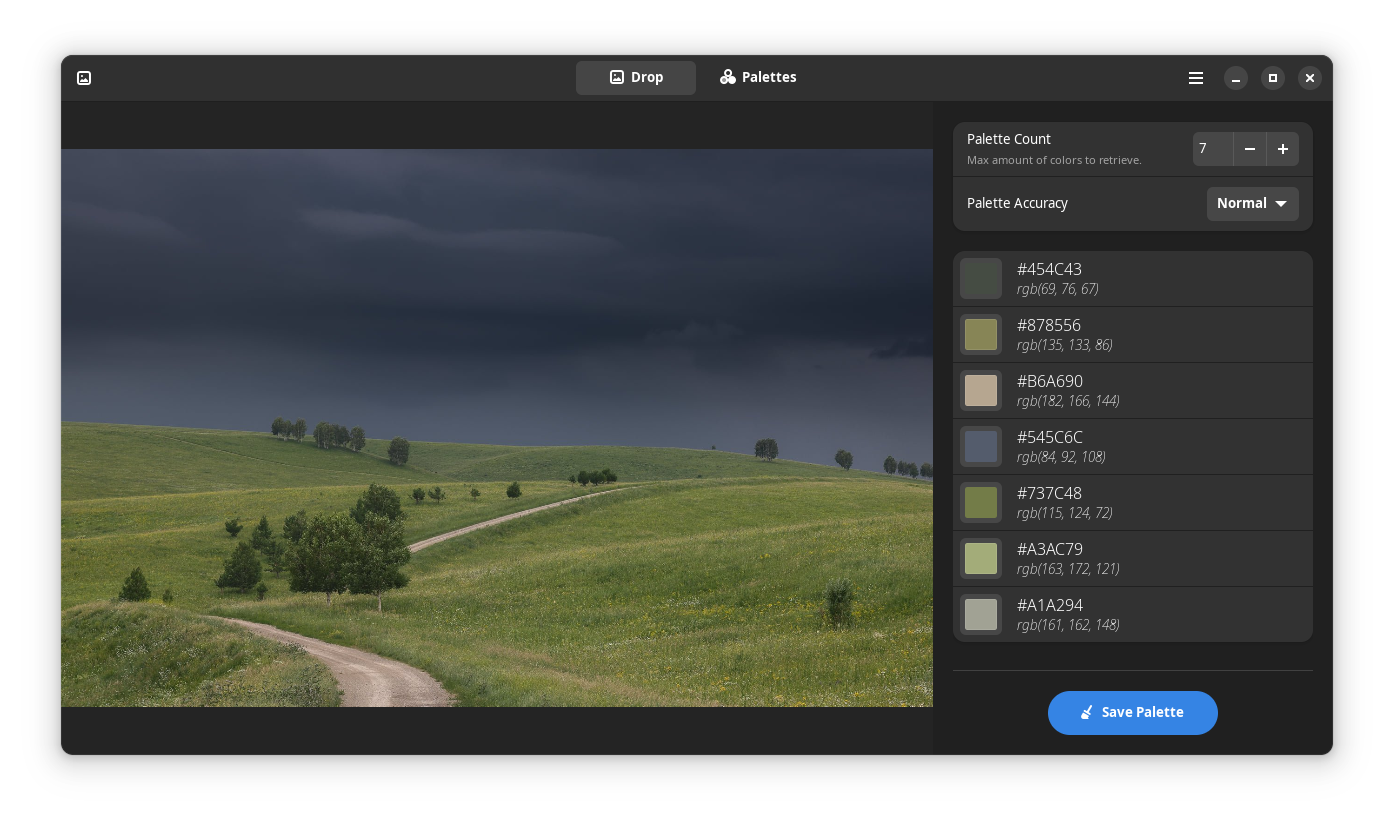 Drop
Palettes
Palette Count
Max amount of colors to retrieve.
7
Palette Accuracy
Normal
#454C43
rgb(69, 76, 67)
#878556
rgb(135, 133, 86)
#B6A690
rgb(182, 166, 144)
#545C6C
rgb(84, 92, 108)
#737C48
rgb(115, 124, 72)
#A3AC79
rgb(163, 172, 121)
#A1A294
rgb(161, 162, 148)
Save Palette